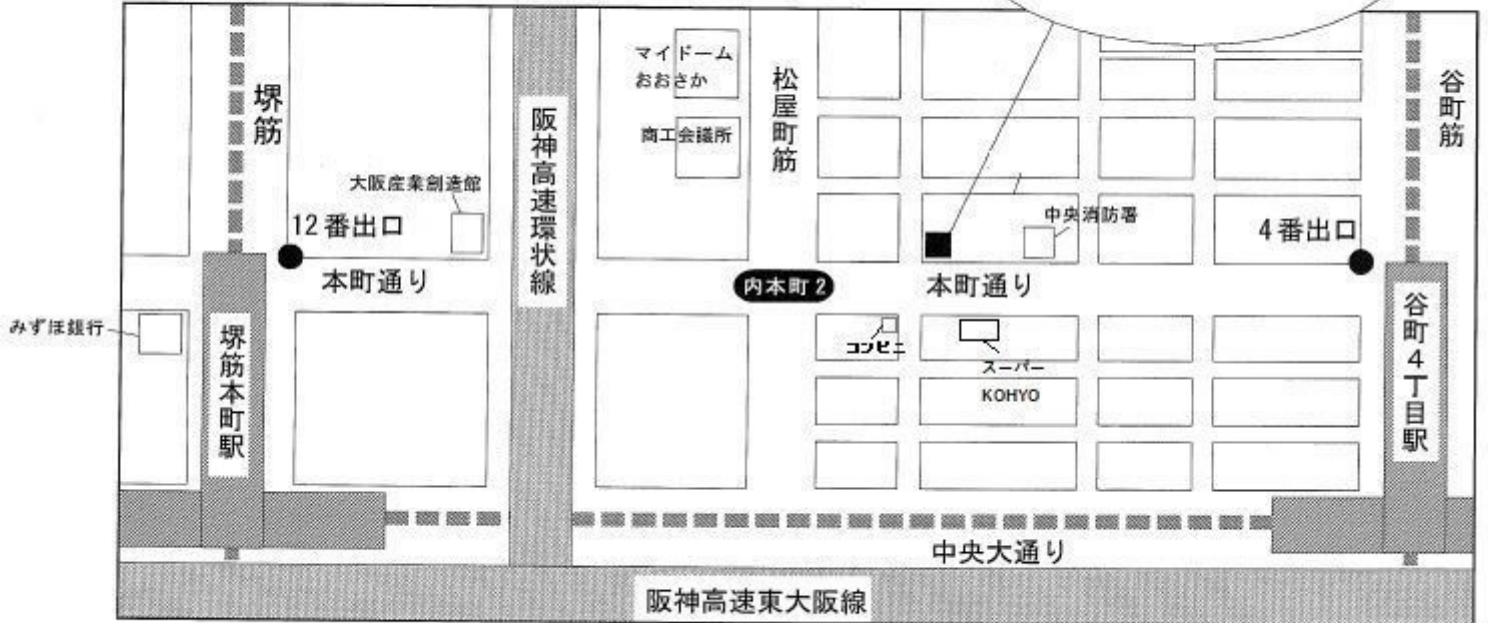 マイドーム
おおさか
商工会議所
松屋町筋
堺筋
阪神高速環状線
谷町筋
大阪産業創造館
12番出口
本町通り
中央消防署
4番出口
内本町2
本町通り
みずほ銀行
堺筋本町駅
コンビニ
スーパー
KOHYO
谷町4丁目駅
中央大通り
阪神高速東大阪線